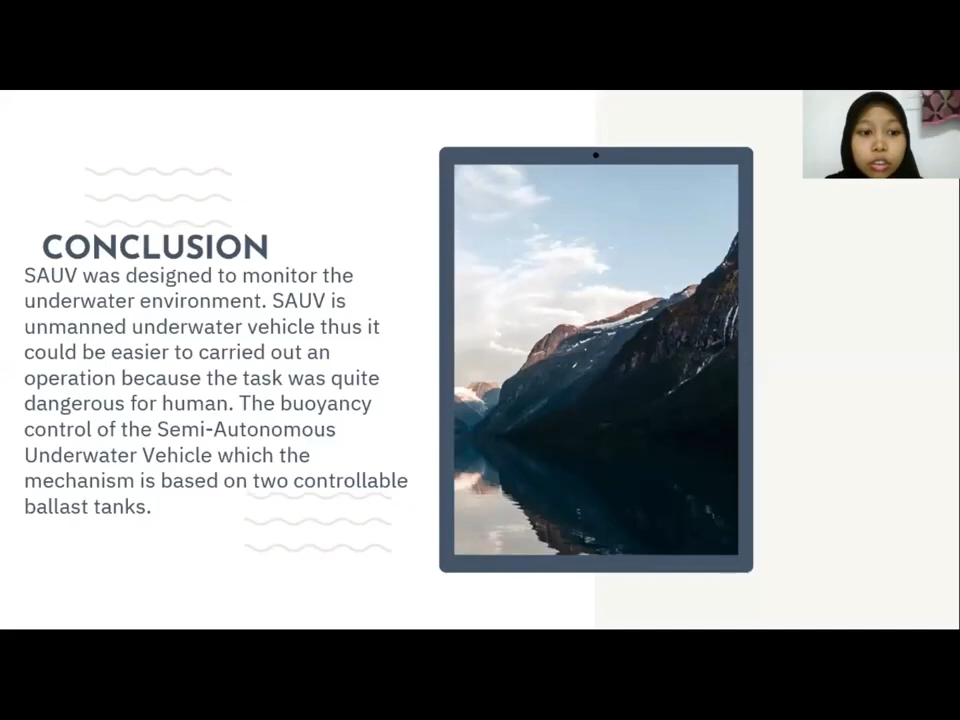 CONCLUSION
SAUV was designed to monitor the
underwater environment. SAUV is
unmanned underwater vehicle thus it
could be easier to carried out an
operation because the task was quite
dangerous for human. The buoyancy
control of the Semi-Autonomous
Underwater Vehicle which the
mechanism is based on two controllable
ballast tanks.